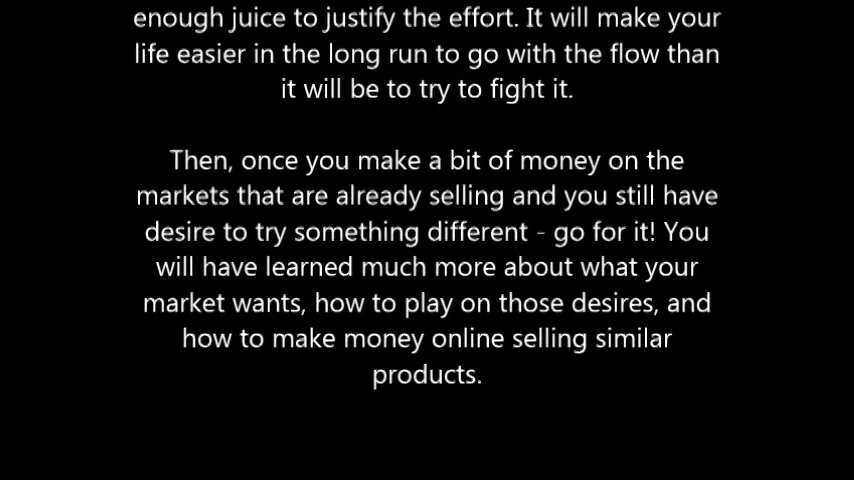 enough juice to justify the effort. It will make your
life easier in the long run to go with the flow than
it will be to try to fight it.
Then, once you make a bit of money on the
markets that are already selling and you still have
desire to try something different - go for it! You
will have learned much more about what your
market wants, how to play on those desires, and
how to make money online selling similar
products.